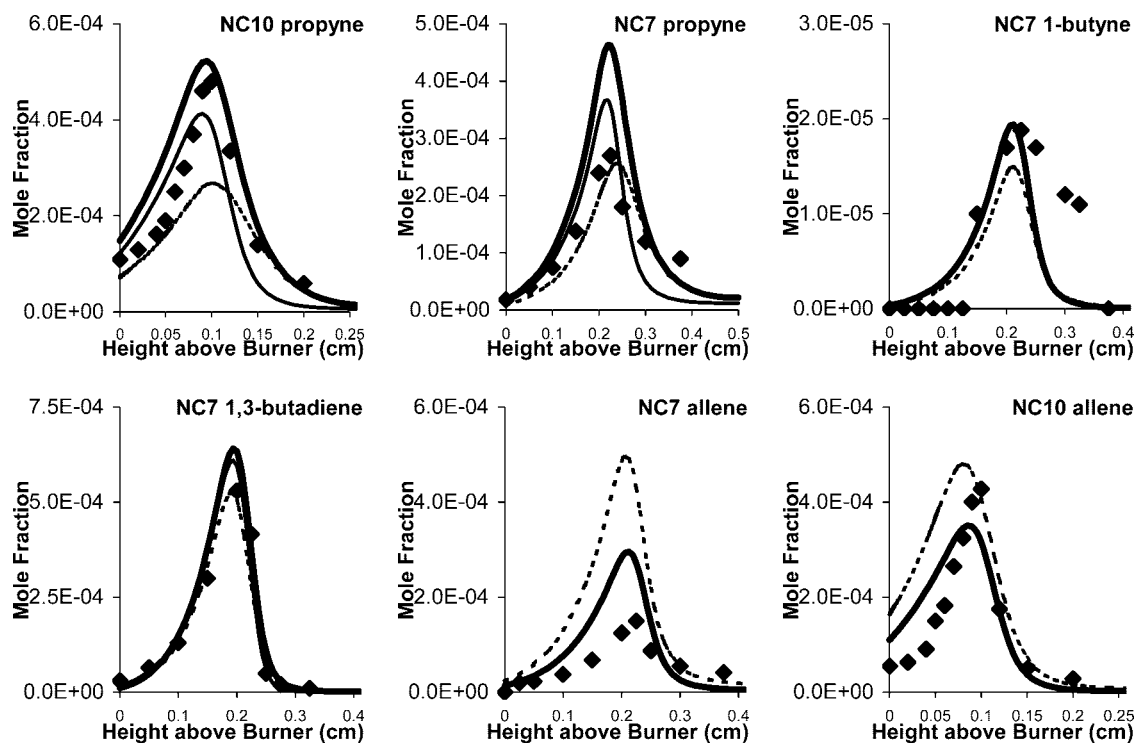 NC10 propyne
Mole Fraction
6.0E-04
4.0E-04
2.0E-04
0.0E+00
0 0.05 0.1 0.15 0.2 0.25
Height above Burner (cm)
NC7 propyne
Mole Fraction
5.0E-04
4.0E-04
3.0E-04
2.0E-04
1.0E-04
0.0E+00
0 0.1 0.2 0.3 0.4 0.5
Height above Burner (cm)
NC7 1-butyne
Mole Fraction
3.0E-05
2.0E-05
1.0E-05
0.0E+00
0 0.1 0.2 0.3 0.4
Height above Burner (cm)
NC7 1,3-butadiene
Mole Fraction
7.5E-04
5.0E-04
2.5E-04
0.0E+00
0 0.1 0.2 0.3 0.4
Height above Burner (cm)
NC7 allene
Mole Fraction
6.0E-04
4.0E-04
2.0E-04
0.0E+00
0 0.1 0.2 0.3 0.4
Height above Burner (cm)
NC10 allene
Mole Fraction
6.0E-04
4.0E-04
2.0E-04
0.0E+00
0 0.05 0.1 0.15 0.2 0.25
Height above Burner (cm)